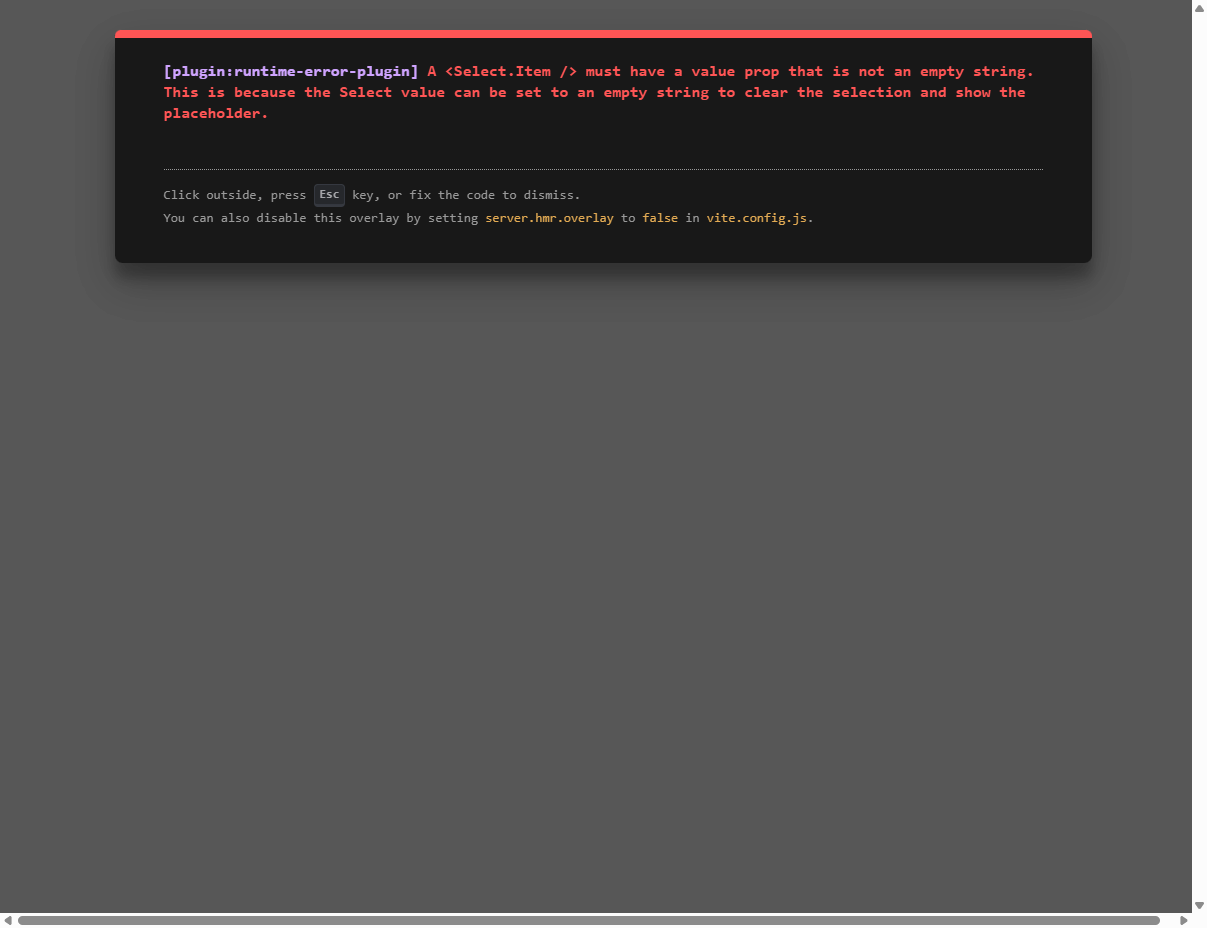 [plugin:runtime-error-plugin] A <Select.Item /> must have a value prop that is not an empty string.
This is because the Select value can be set to an empty string to clear the selection and show the
placeholder.
Click outside, press Esc key, or fix the code to dismiss.
You can also disable this overlay by setting server.hmr.overlay to false in vite.config.js.